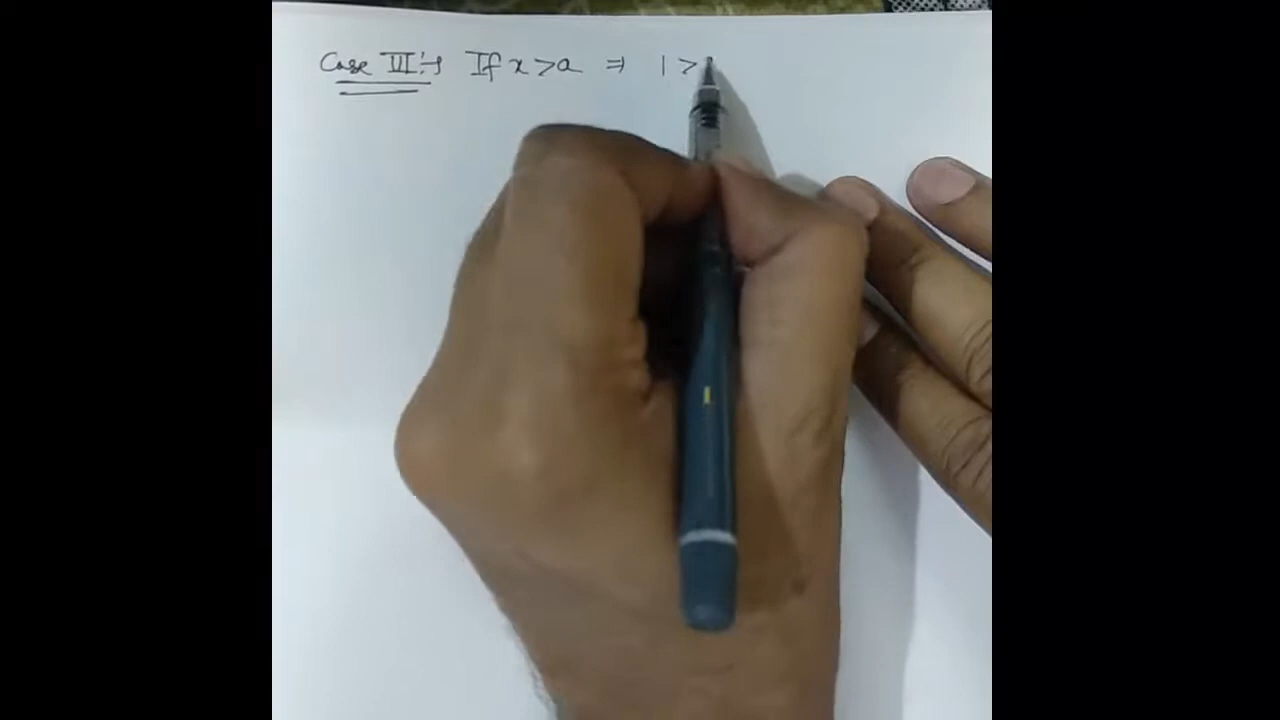 Case III:- If x > a ⇒ 1 >